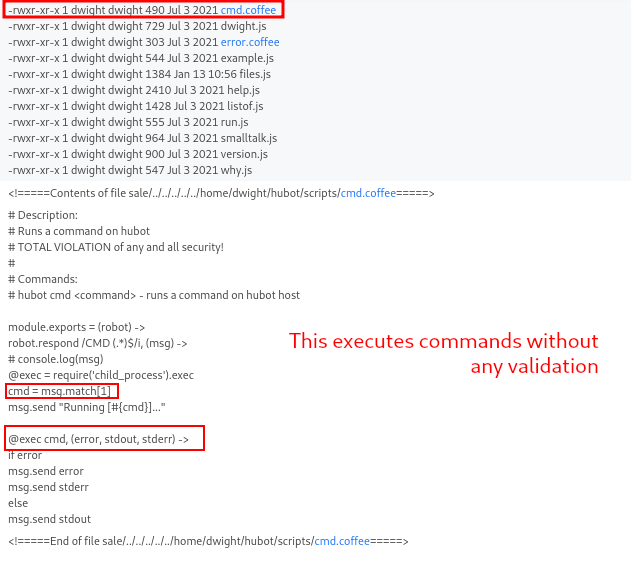 -rwxr-xr-x 1 dwight dwight 490 Jul 3 2021 cmd.coffee
-rwxr-xr-x 1 dwight dwight 729 Jul 3 2021 dwight.js
-rwxr-xr-x 1 dwight dwight 303 Jul 3 2021 error.coffee
-rwxr-xr-x 1 dwight dwight 544 Jul 3 2021 example.js
-rwxr-xr-x 1 dwight dwight 1384 Jan 13 10:56 files.js
-rwxr-xr-x 1 dwight dwight 2410 Jul 3 2021 help.js
-rwxr-xr-x 1 dwight dwight 1428 Jul 3 2021 listof.js
-rwxr-xr-x 1 dwight dwight 555 Jul 3 2021 run.js
-rwxr-xr-x 1 dwight dwight 964 Jul 3 2021 smalltalk.js
-rwxr-xr-x 1 dwight dwight 900 Jul 3 2021 version.js
-rwxr-xr-x 1 dwight dwight 547 Jul 3 2021 why.js
<!=====Contents of file sale/../../../../../home/dwight/hubot/scripts/cmd.coffee=====>
# Description:
# Runs a command on hubot
# TOTAL VIOLATION of any and all security!
#
# Commands:
# hubot cmd <command> - runs a command on hubot host
module.exports = (robot) ->
robot.respond /CMD (.*)$/i, (msg) ->
# console.log(msg)
@exec = require('child_process').exec
cmd = msg.match[1]
msg.send "Running [#{cmd}]..."
This executes commands without
any validation
@exec cmd, (error, stdout, stderr) ->
if error
msg.send error
msg.send stderr
else
msg.send stdout
<!=====End of file sale/../../../../../home/dwight/hubot/scripts/cmd.coffee=====>